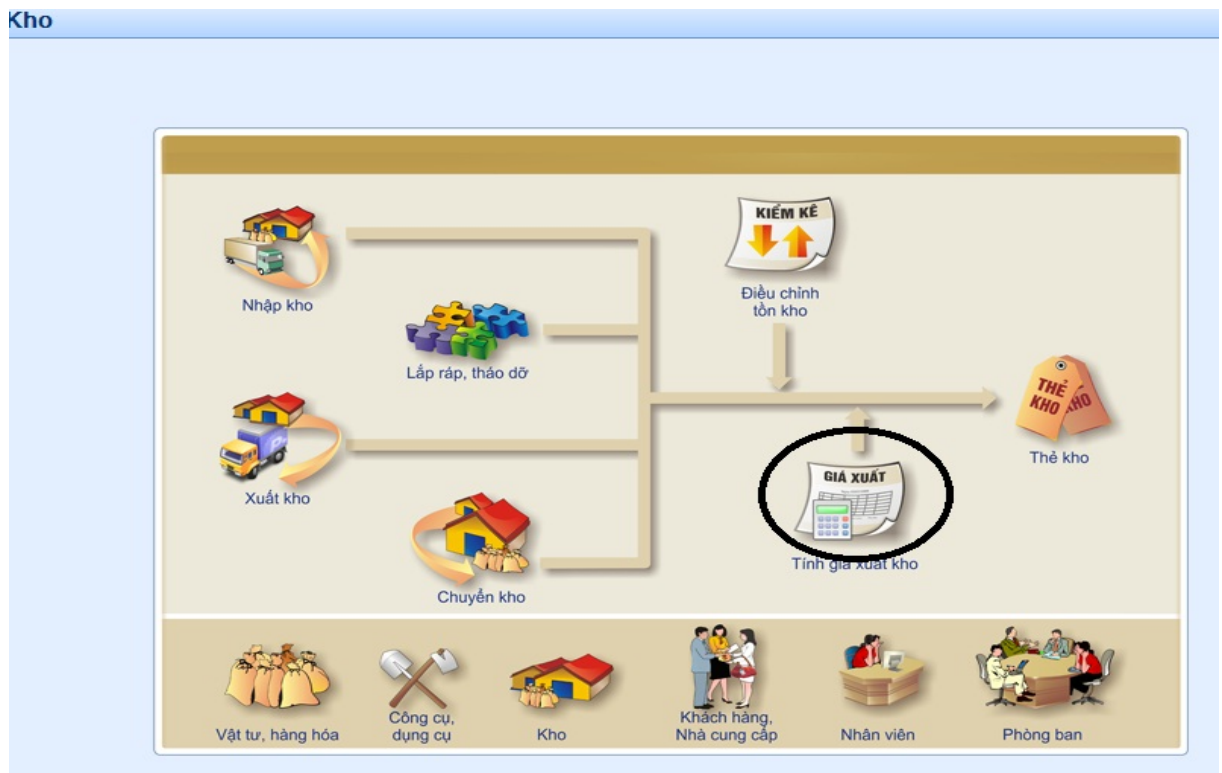 Kho
KIỂM KÊ
Điều chỉnh
tồn kho
Nhập kho
Lắp ráp, tháo dỡ
THẺ
KHO
KHO
Thẻ kho
GIÁ XUẤT
Tính giá xuất kho
Xuất kho
Chuyển kho
Vật tư, hàng hóa
Công cụ,
dụng cụ
Kho
Khách hàng,
Nhà cung cấp
Nhân viên
Phòng ban